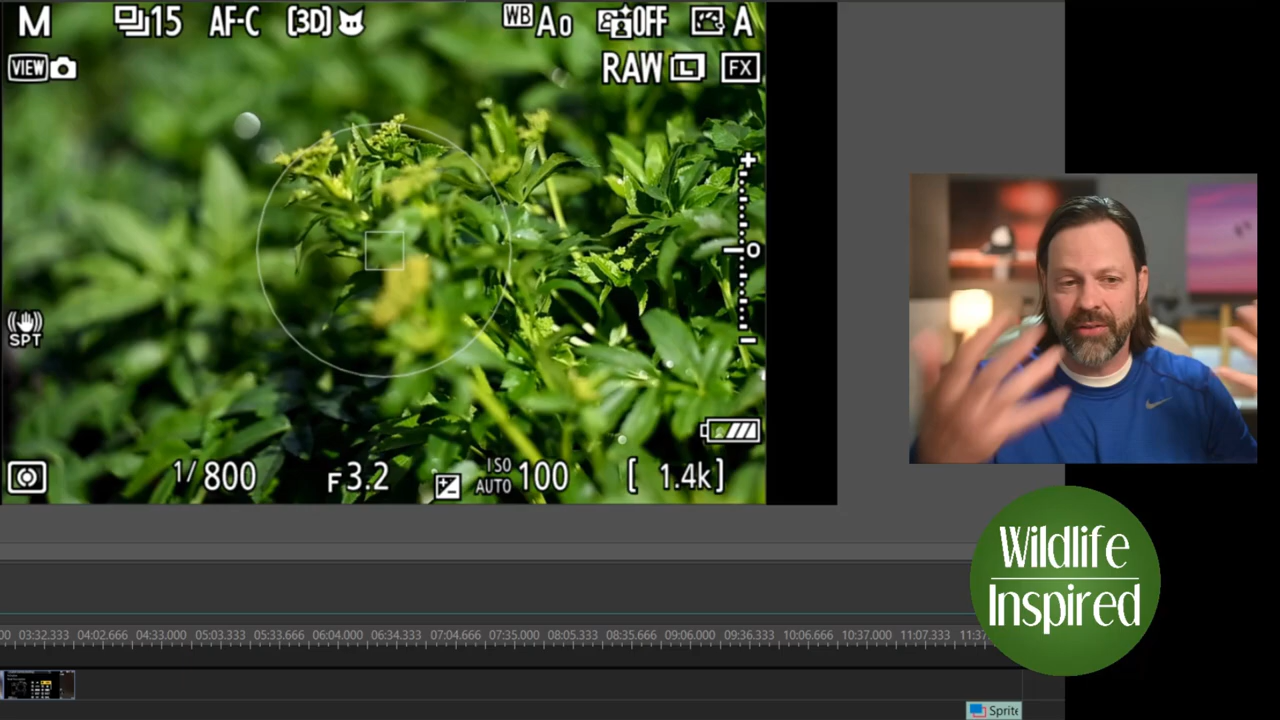 M 15 AF-C [3D] WB A0 OFF A
VIEW RAW L FX
+
0
-
SPT
1/800 F3.2 ISO AUTO 100 [ 1.4k]
Wildlife
Inspired
03:32.333 04:02.666 04:33.000 05:03.333 05:33.666 06:04.000 06:34.333 07:04.666 07:35.000 08:05.333 08:35.666 09:06.000 09:36.333 10:06.666 10:37.000 11:07.333
Sprite